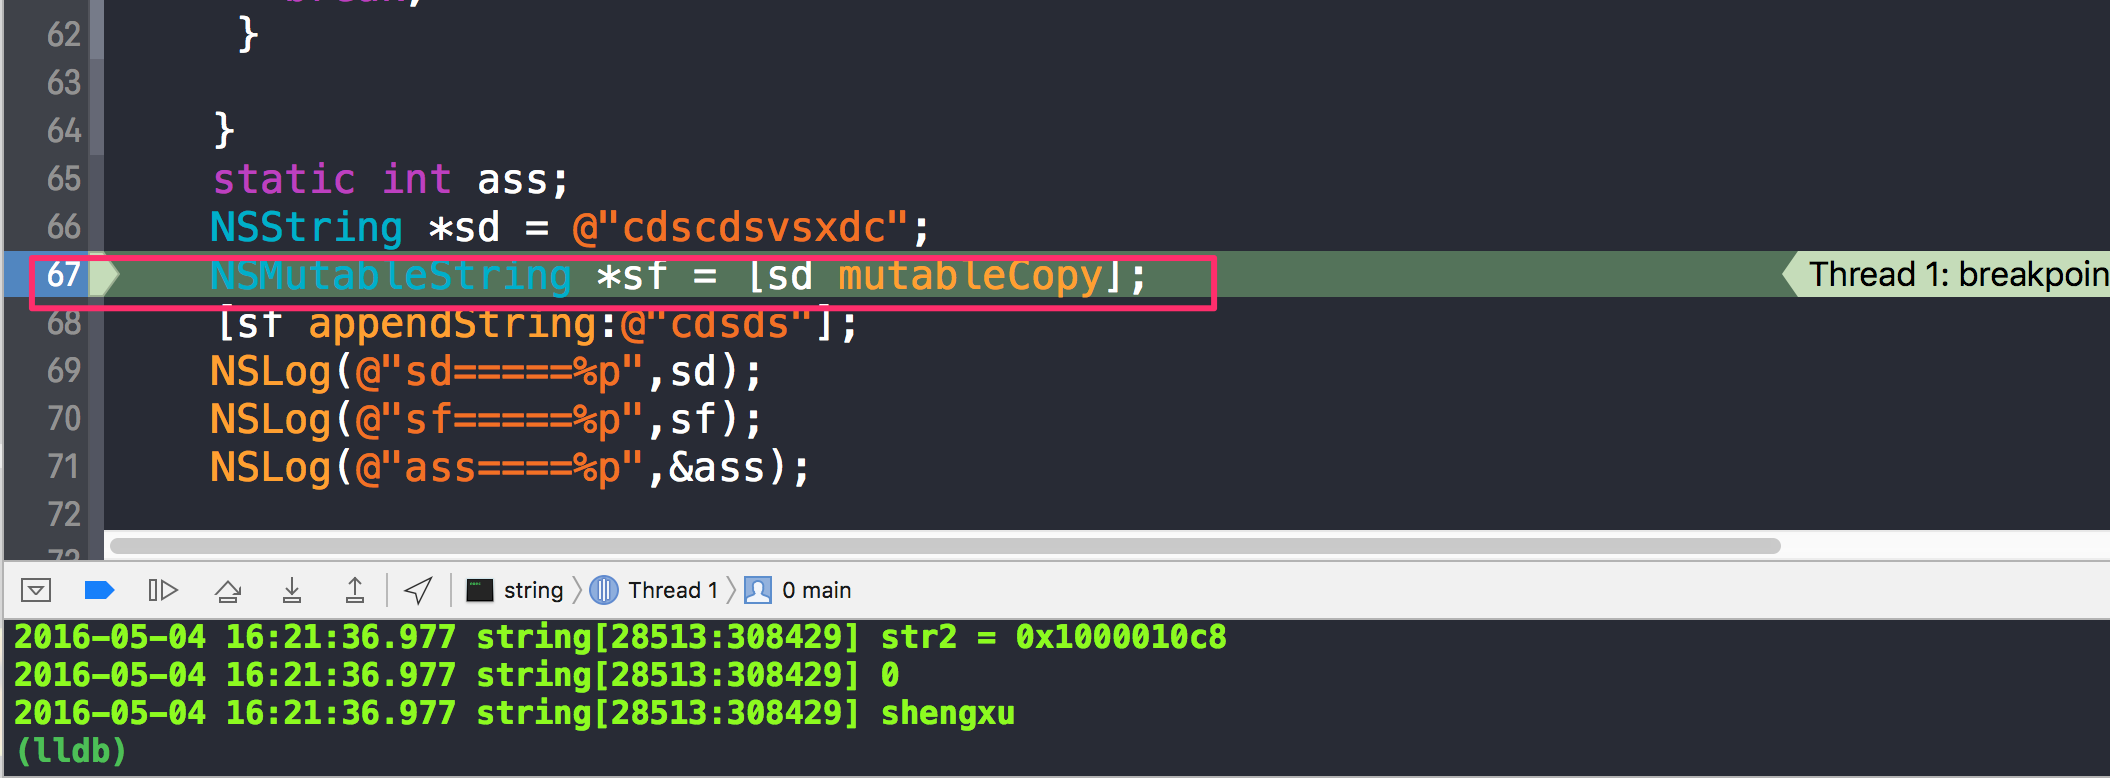 break;
62 }
63
64 }
65 static int ass;
66 NSString *sd = @"cdscdsvsxdc";
67 NSMutableString *sf = [sd mutableCopy]; Thread 1: breakpoin
68 [sf appendString:@"cdsds"];
69 NSLog(@"sd=====%p",sd);
70 NSLog(@"sf=====%p",sf);
71 NSLog(@"ass====%p",&ass);
72
73
string Thread 1 0 main
2016-05-04 16:21:36.977 string[28513:308429] str2 = 0x1000010c8
2016-05-04 16:21:36.977 string[28513:308429] 0
2016-05-04 16:21:36.977 string[28513:308429] shengxu
(lldb)